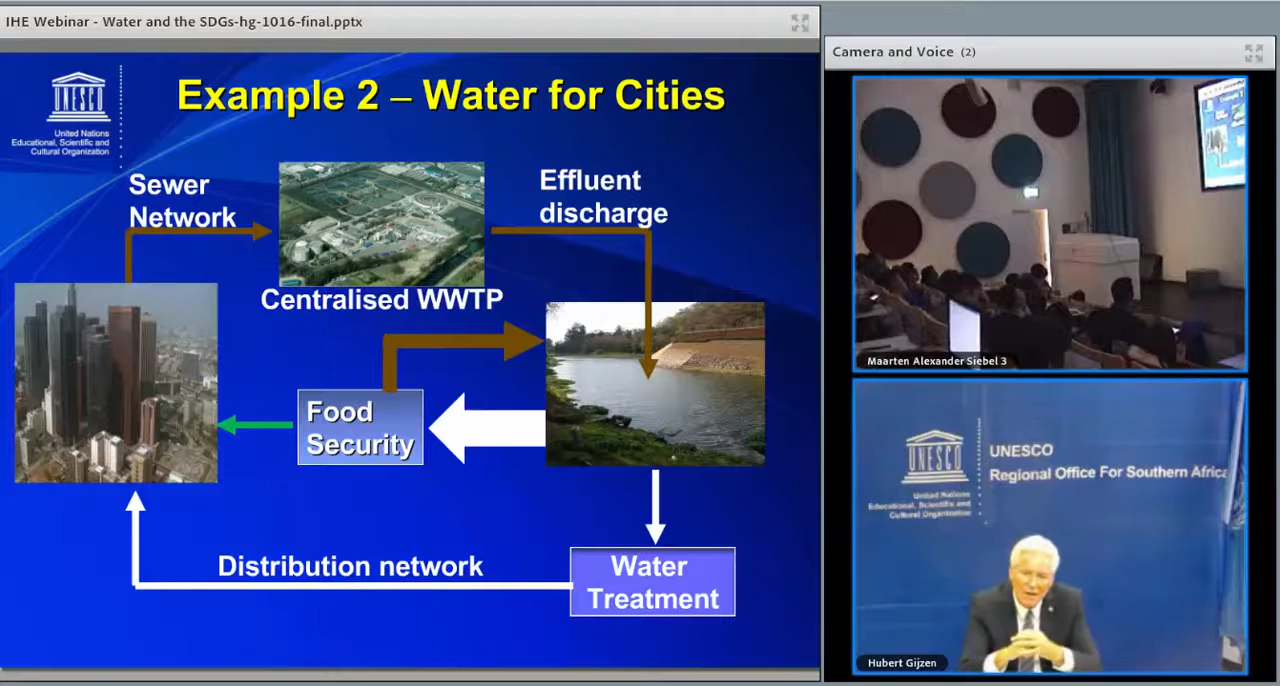 IHE Webinar - Water and the SDGs-hg-1016-final.pptx
UNESCO
United Nations
Educational, Scientific and
Cultural Organization
Example 2 – Water for Cities
Sewer
Network
Effluent
discharge
Centralised WWTP
Food
Security
Distribution network
Water
Treatment
Camera and Voice (2)
Maarten Alexander Siebel 3
UNESCO
United Nations
Educational, Scientific and
Cultural Organization
UNESCO
Regional Office For Southern Africa
Hubert Gijzen